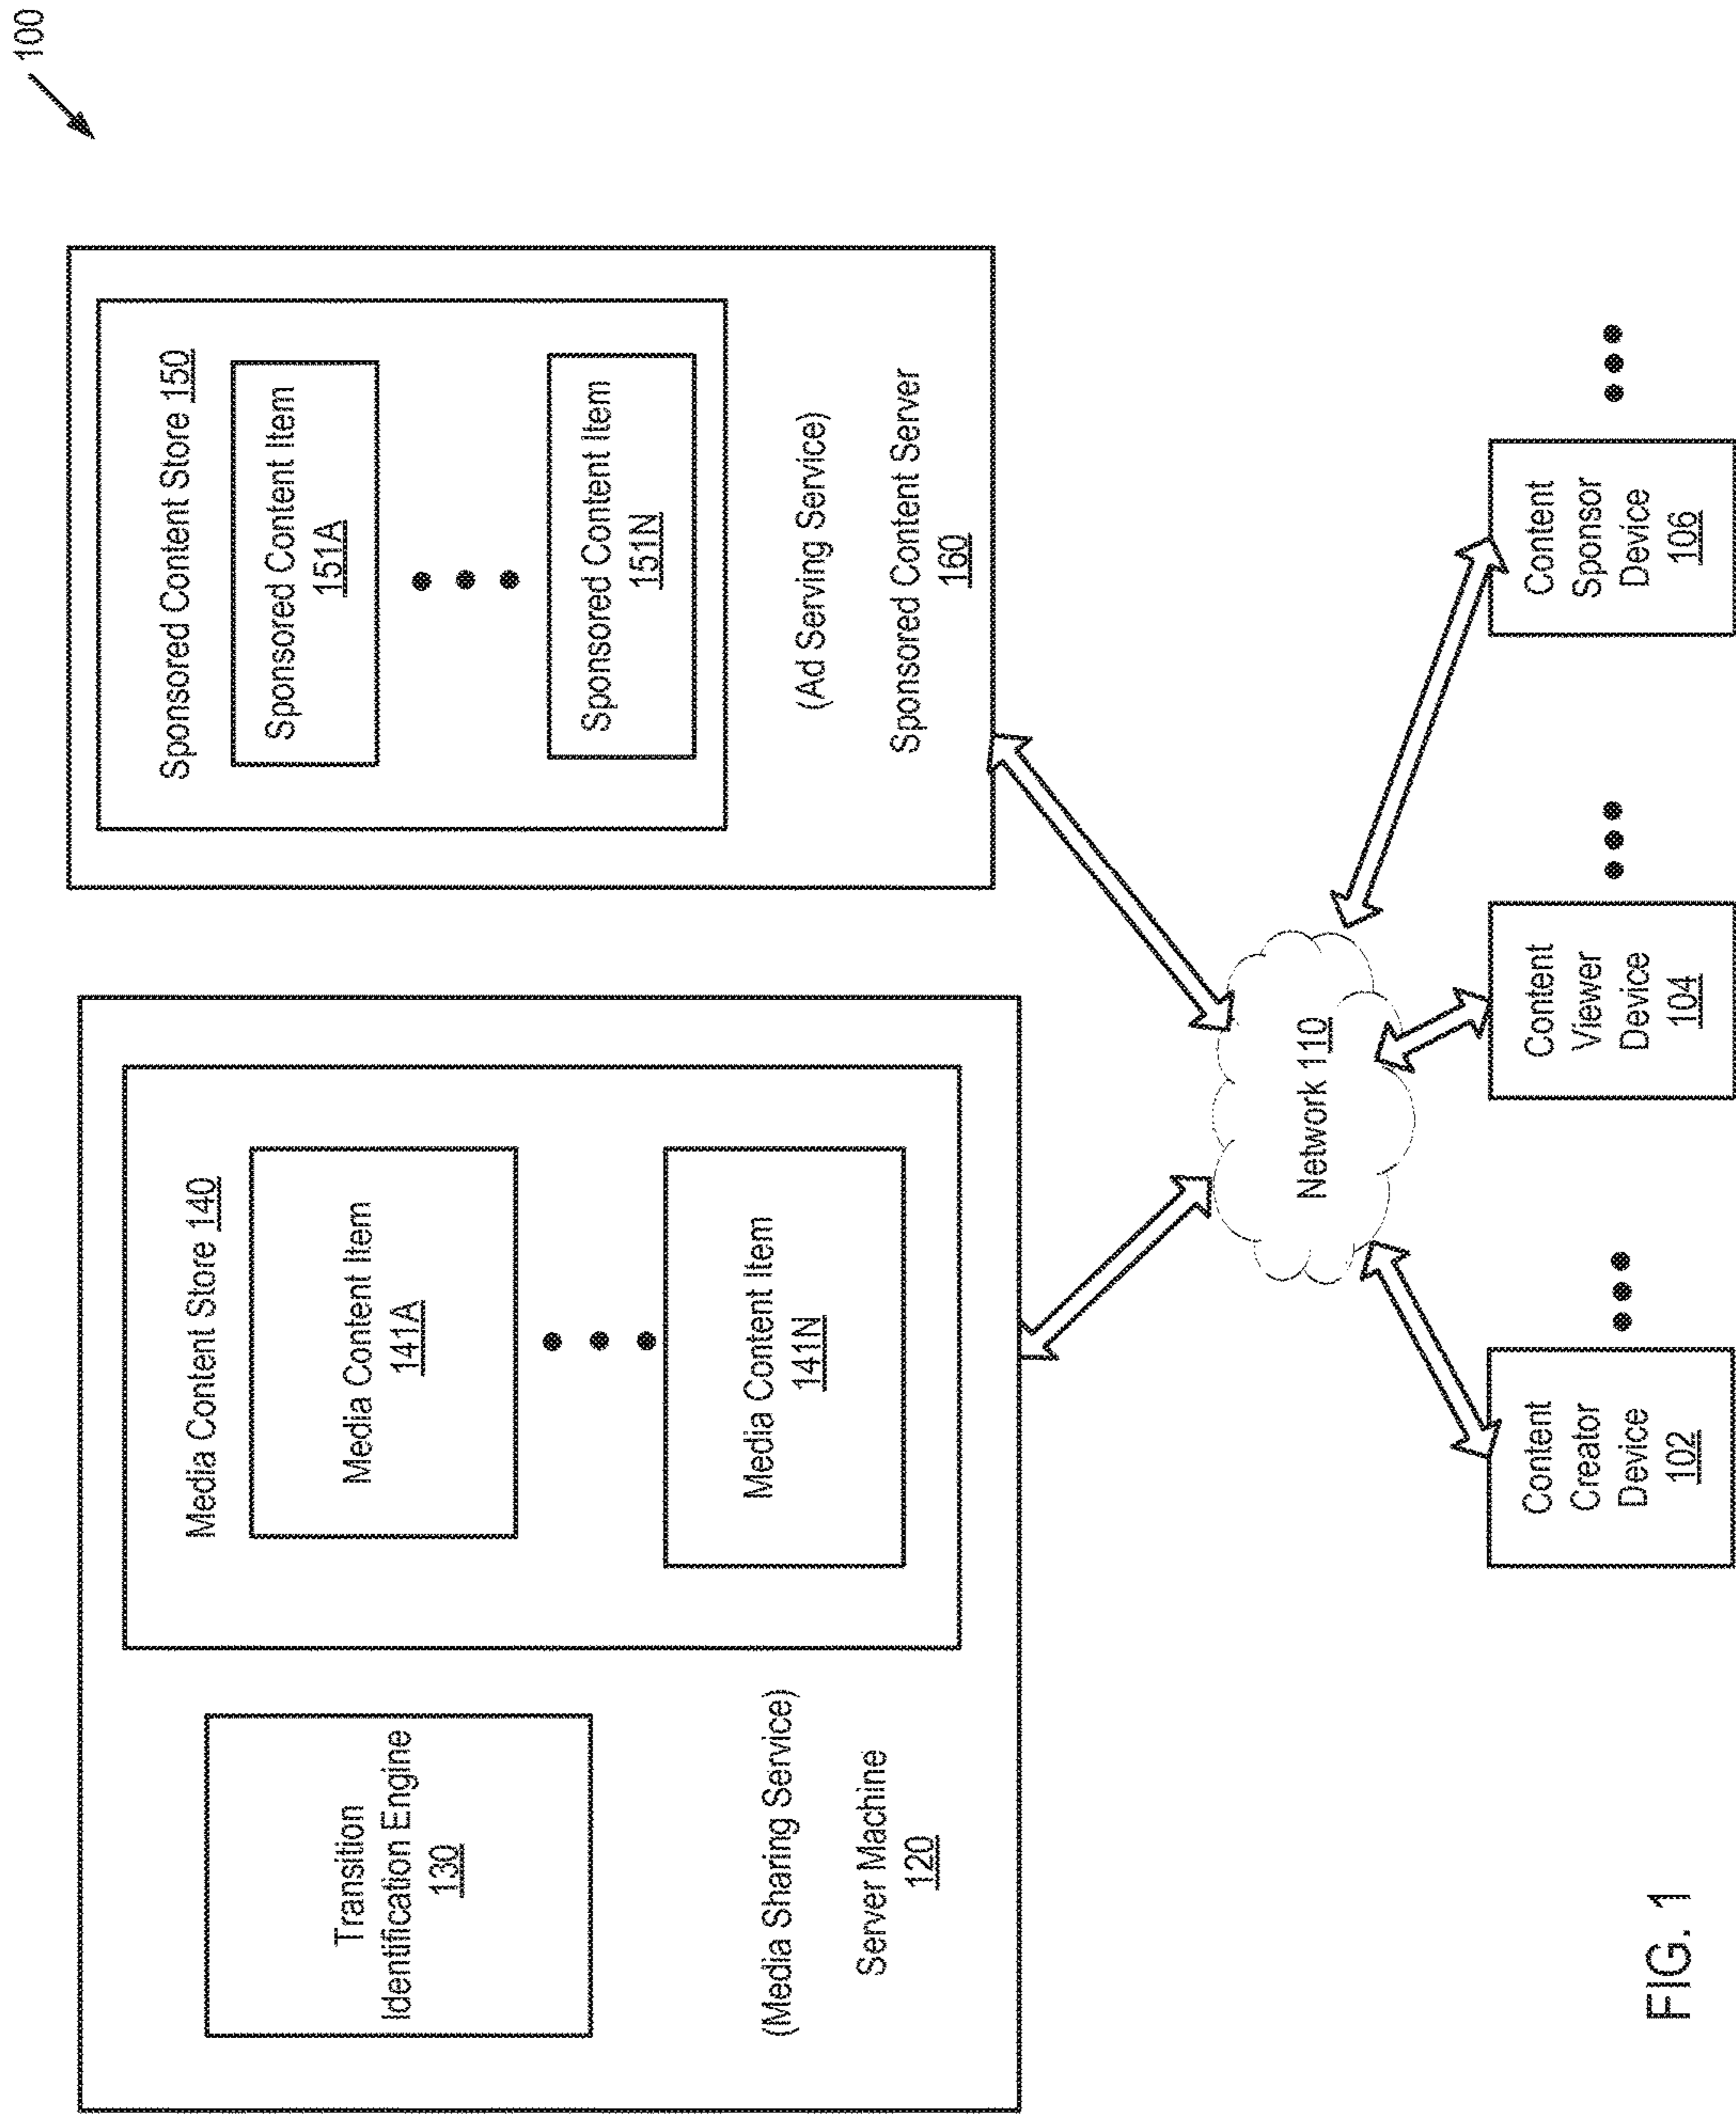 100
Transition
Identification Engine
130
(Media Sharing Service)
Server Machine
120
Media Content Store 140
Media Content Item
141A
Media Content Item
141N
Sponsored Content Store 150
Sponsored Content Item
151A
Sponsored Content Item
151N
(Ad Serving Service)
Sponsored Content Server
160
Network 110
Content
Creator
Device
102
Content
Viewer
Device
104
Content
Sponsor
Device
106
FIG. 1